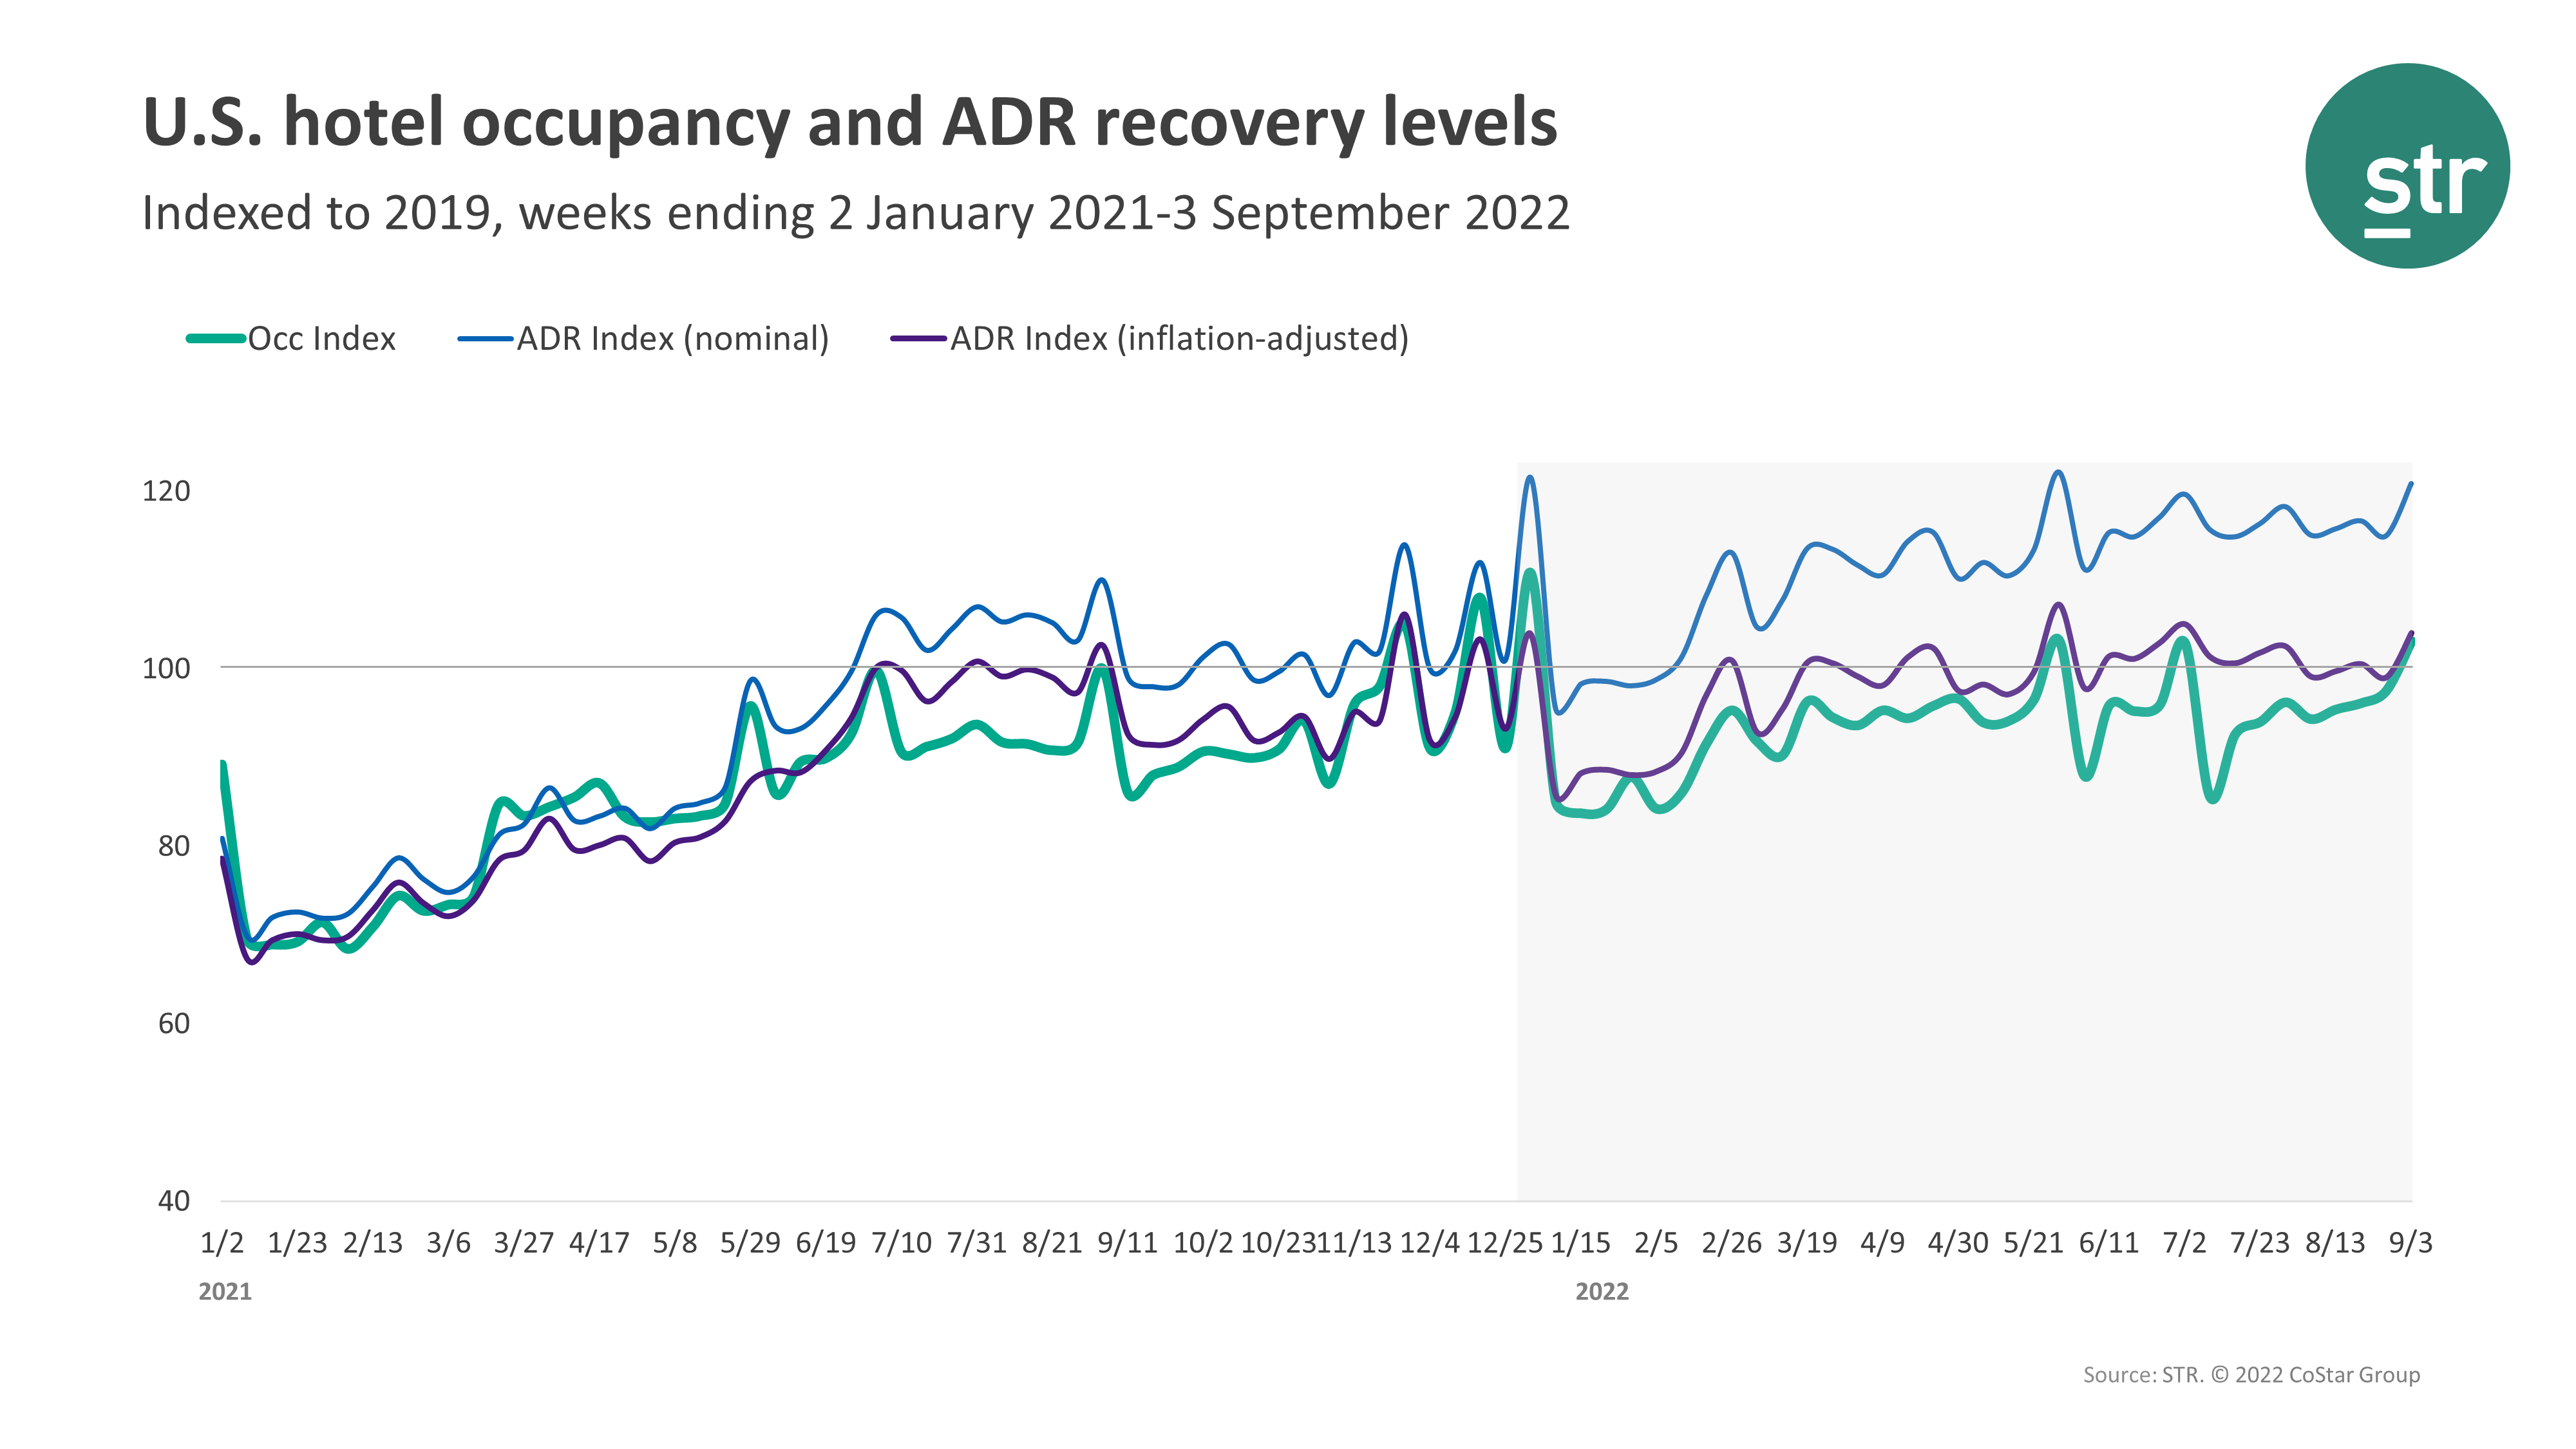 U.S. hotel occupancy and ADR recovery levels
Indexed to 2019, weeks ending 2 January 2021-3 September 2022
str
Occ Index ADR Index (nominal) ADR Index (inflation-adjusted)
120
100
80
60
40
1/2 1/23 2/13 3/6 3/27 4/17 5/8 5/29 6/19 7/10 7/31 8/21 9/11 10/2 10/23 11/13 12/4 12/25 1/15 2/5 2/26 3/19 4/9 4/30 5/21 6/11 7/2 7/23 8/13 9/3
2021 2022
Source: STR. © 2022 CoStar Group